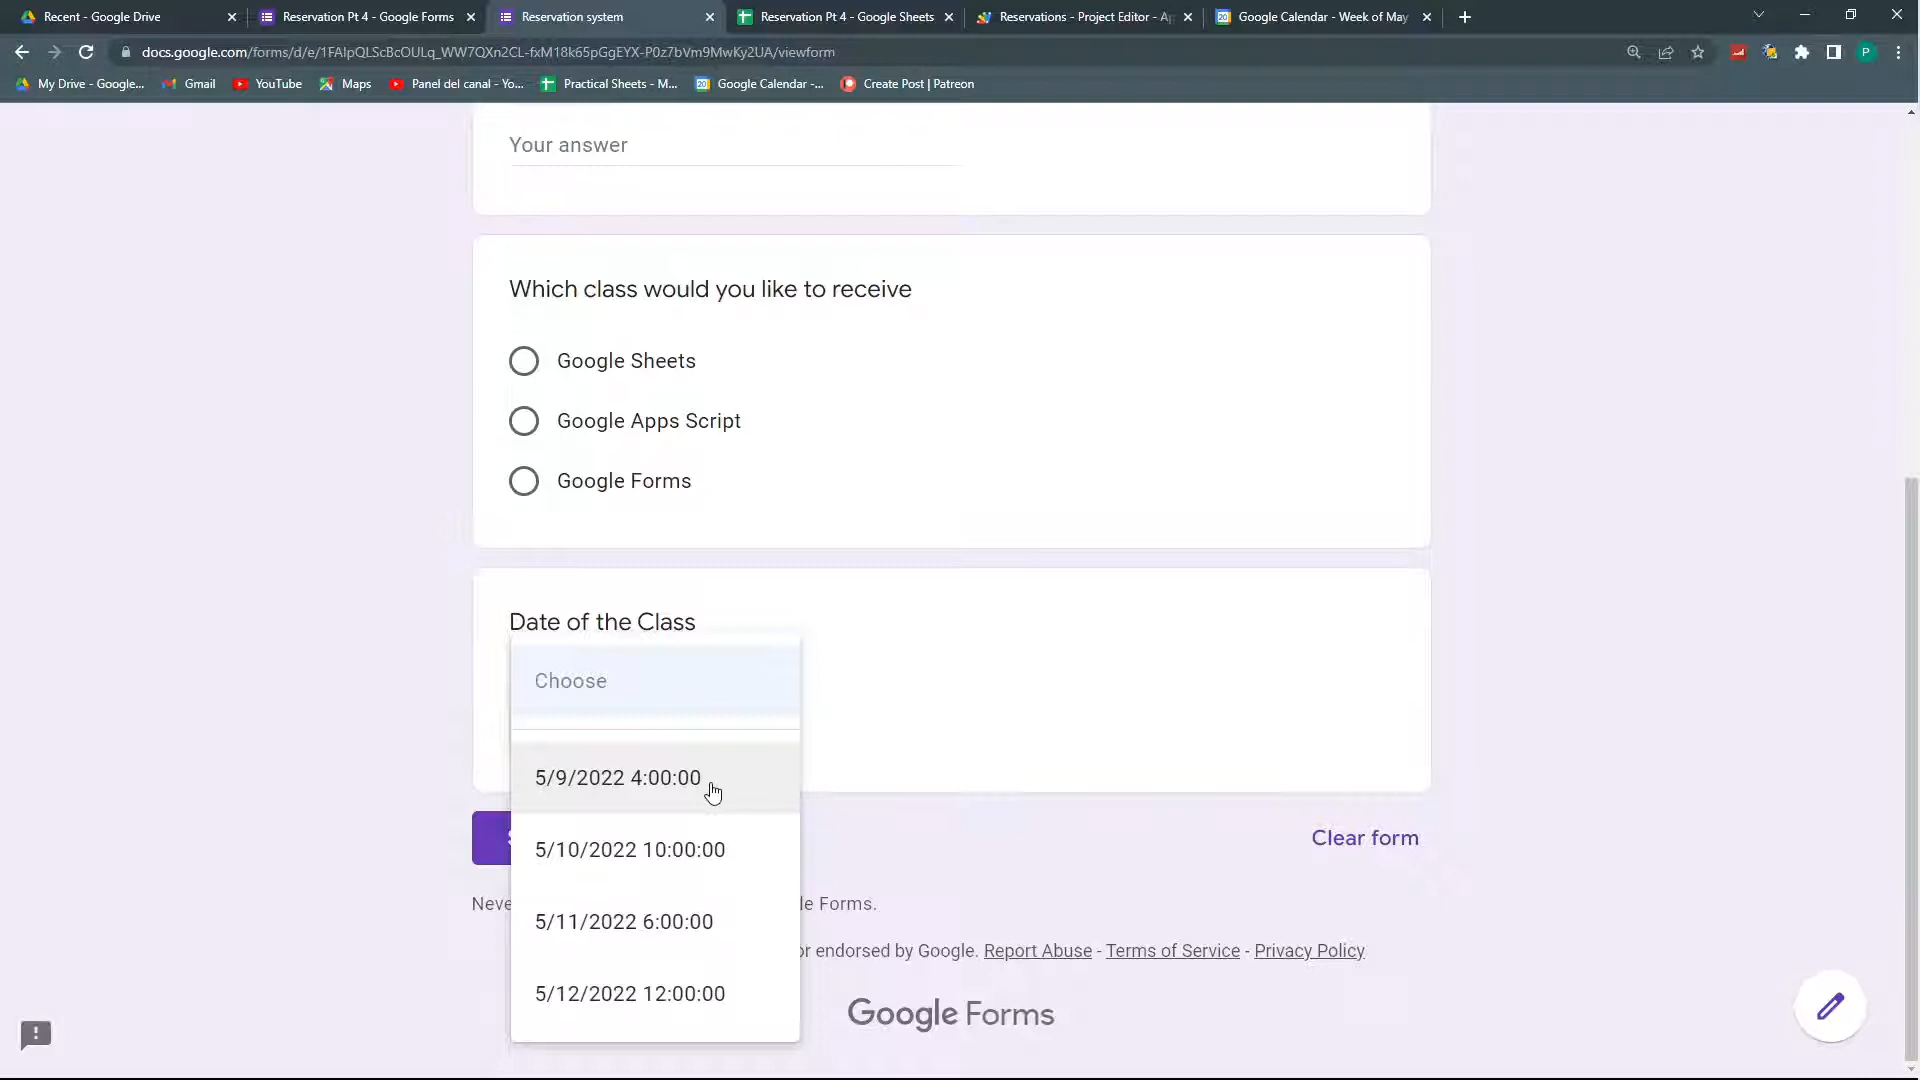 Recent - Google Drive
Reservation Pt 4 - Google Forms
Reservation system
Reservation Pt 4 - Google Sheets
Reservations - Project Editor - Ap
Google Calendar - Week of May
docs.google.com/forms/d/e/1FAIpQLScBcOULq_WW7QXn2CL-fxM18k65pGgEYX-P0z7bVm9MwKy2UA/viewform
P
My Drive - Google...
Gmail
YouTube
Maps
Panel del canal - Yo...
Practical Sheets - M...
Google Calendar -...
Create Post | Patreon
Your answer
Which class would you like to receive
Google Sheets
Google Apps Script
Google Forms
Date of the Class
Choose
5/9/2022 4:00:00
5/10/2022 10:00:00
5/11/2022 6:00:00
5/12/2022 12:00:00
Clear form
Neve le Forms.
or endorsed by Google. Report Abuse - Terms of Service - Privacy Policy
Google Forms